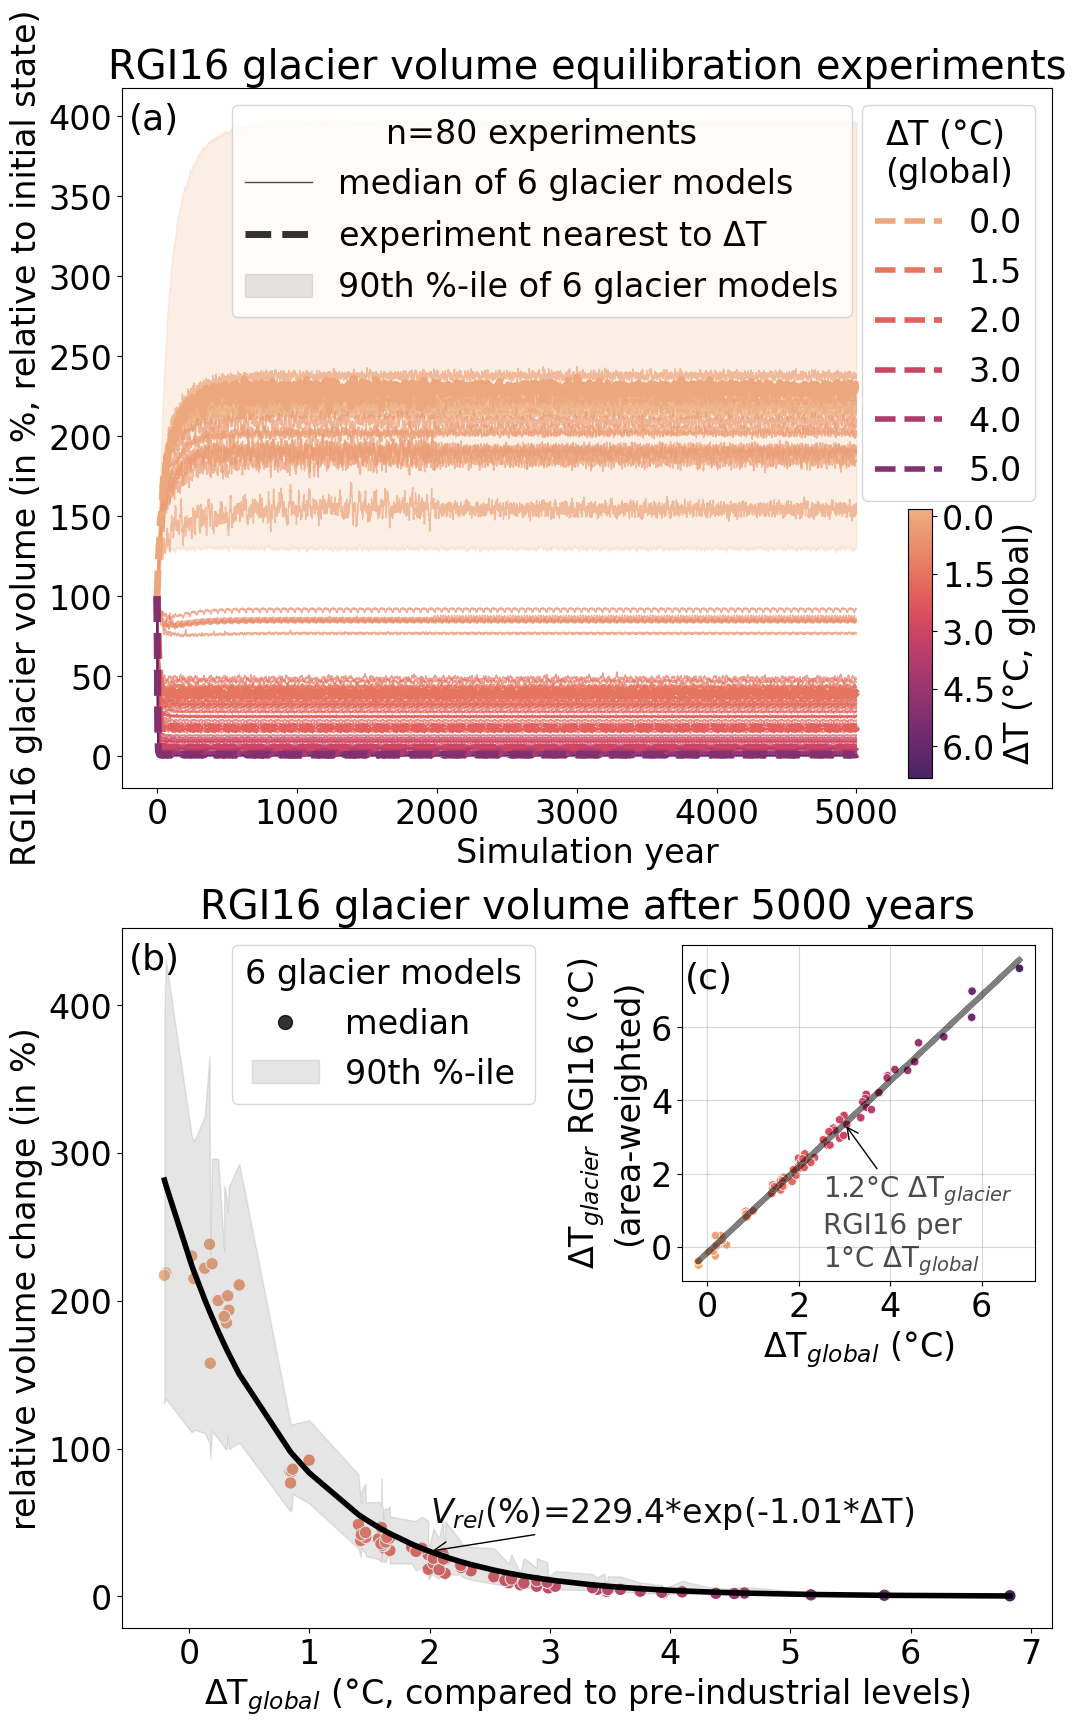 RGI16 glacier volume equilibration experiments
(a)
RGI16 glacier volume (in %, relative to initial state)
400
350
300
250
200
150
100
50
0
n=80 experiments
median of 6 glacier models
experiment nearest to ΔT
90th %-ile of 6 glacier models
ΔT (°C)
(global)
0.0
1.5
2.0
3.0
4.0
5.0
0.0
1.5
3.0
4.5
6.0
ΔT (°C, global)
0 1000 2000 3000 4000 5000
Simulation year
RGI16 glacier volume after 5000 years
(b)
relative volume change (in %)
400
300
200
100
0
6 glacier models
median
90th %-ile
V_rel(%)=229.4*exp(-1.01*ΔT)
0 1 2 3 4 5 6 7
ΔT_global (°C, compared to pre-industrial levels)
(c)
ΔT_glacier RGI16 (°C)
(area-weighted)
6
4
2
0
1.2°C ΔT_glacier
RGI16 per
1°C ΔT_global
0 2 4 6
ΔT_global (°C)